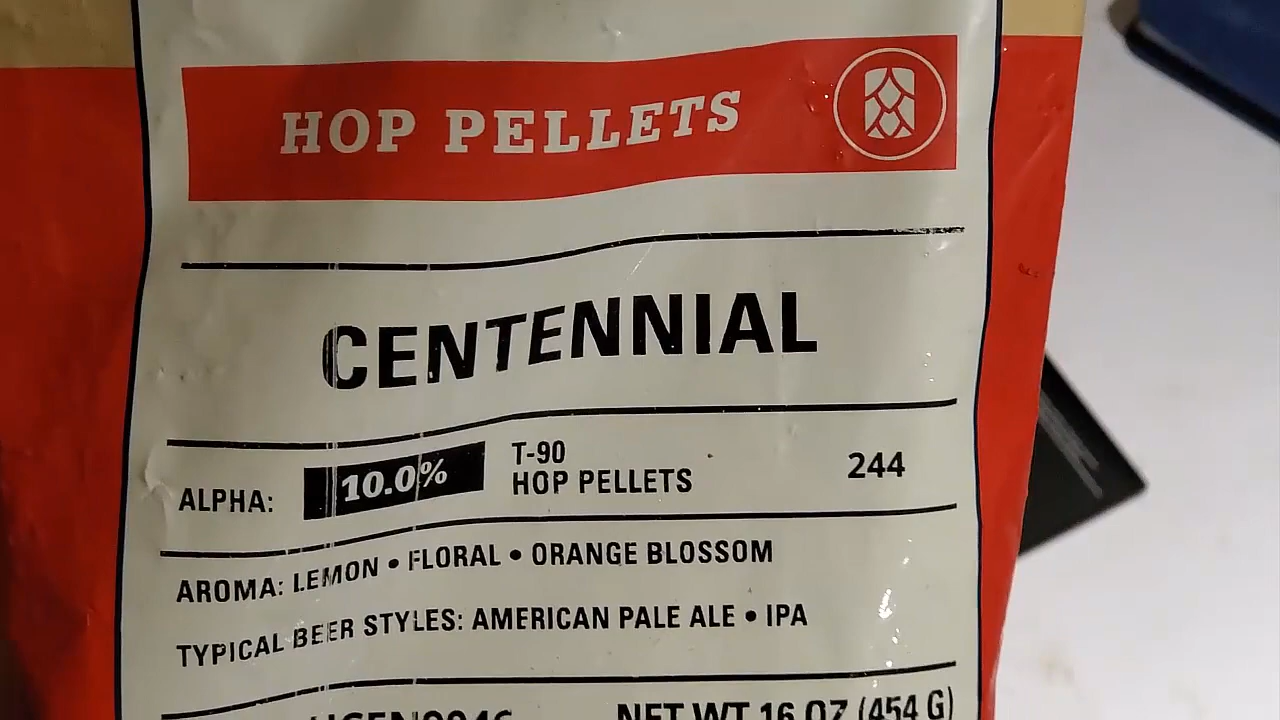 HOP PELLETS
CENTENNIAL
ALPHA: 10.0% T-90 HOP PELLETS 244
AROMA: LEMON • FLORAL • ORANGE BLOSSOM
TYPICAL BEER STYLES: AMERICAN PALE ALE • IPA
NET WT 16 OZ (454 G)